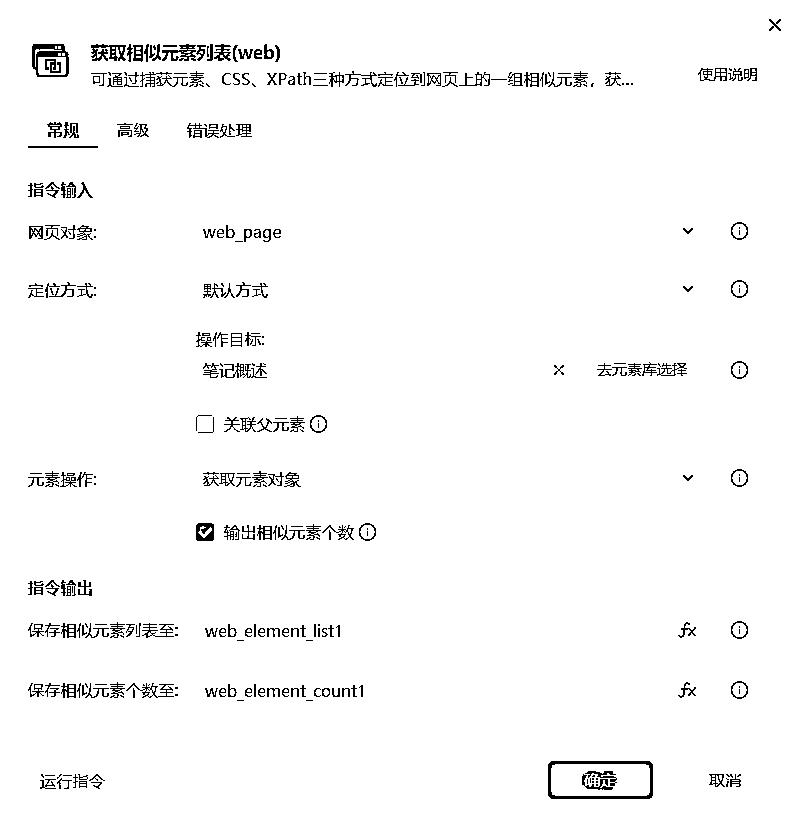 获取相似元素列表(web)
可通过捕获元素、CSS、XPath三种方式定位到网页上的一组相似元素，获...
使用说明
常规 高级 错误处理
指令输入
网页对象: web_page
定位方式: 默认方式
操作目标:
笔记概述 去元素库选择
关联父元素
元素操作: 获取元素对象
输出相似元素个数
指令输出
保存相似元素列表至: web_element_list1 fx
保存相似元素个数至: web_element_count1 fx
运行指令 确定 取消